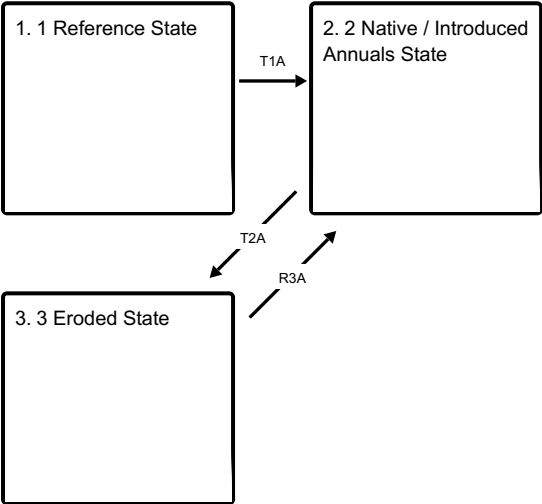 1. 1 Reference State
T1A
2. 2 Native / Introduced
Annuals State
T2A
R3A
3. 3 Eroded State